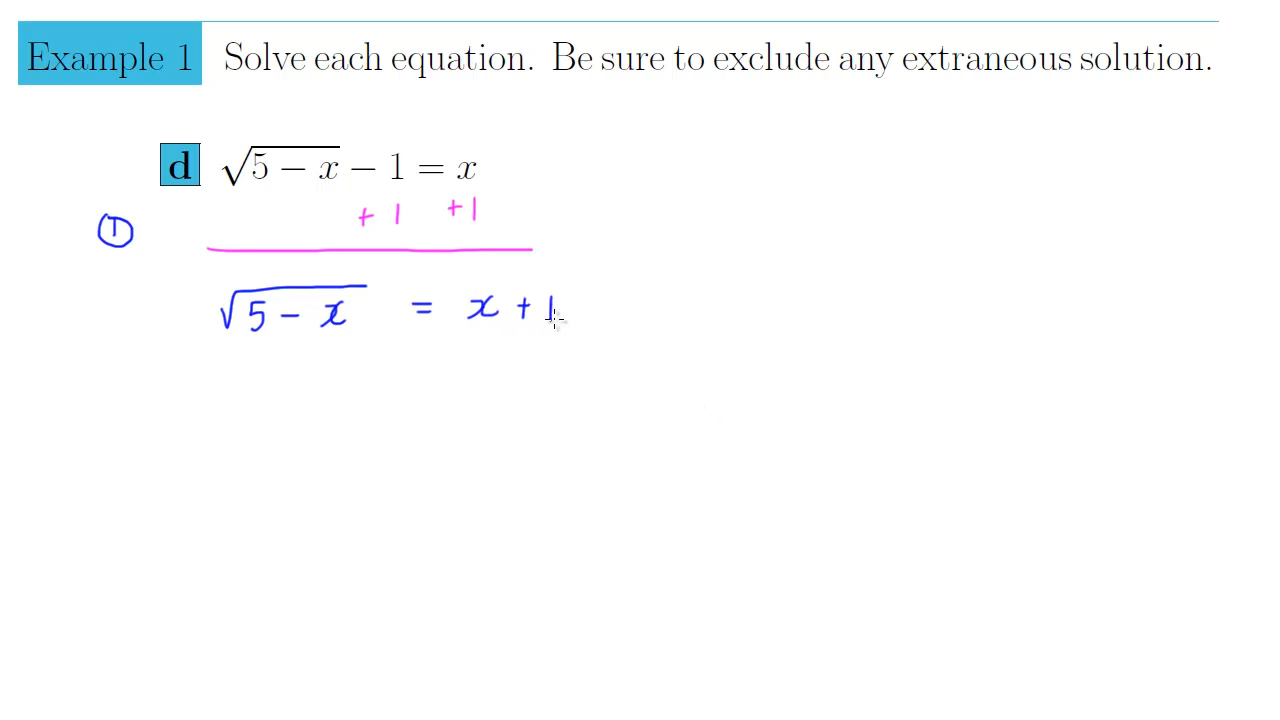 Example 1 Solve each equation. Be sure to exclude any extraneous solution.
d √(5 − x) − 1 = x
① + 1 + 1
√(5 − x) = x + 1